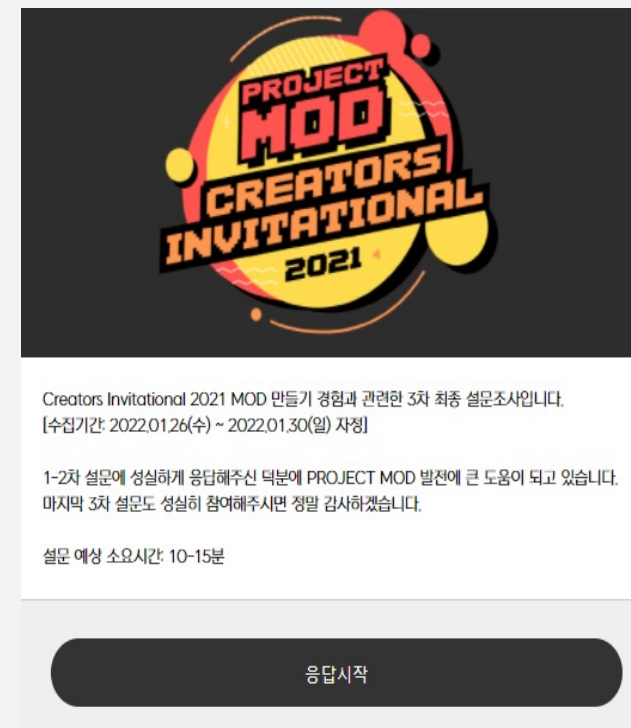 PROJECT
MOD
CREATORS
INVITATIONAL
2021
Creators Invitational 2021 MOD 만들기 경험과 관련한 3차 최종 설문조사입니다.
[수집기간: 2022.01.26(수) ~ 2022.01.30(일) 자정]
1-2차 설문에 성실하게 응답해주신 덕분에 PROJECT MOD 발전에 큰 도움이 되고 있습니다.
마지막 3차 설문도 성실히 참여해주시면 정말 감사하겠습니다.
설문 예상 소요시간: 10-15분
응답시작